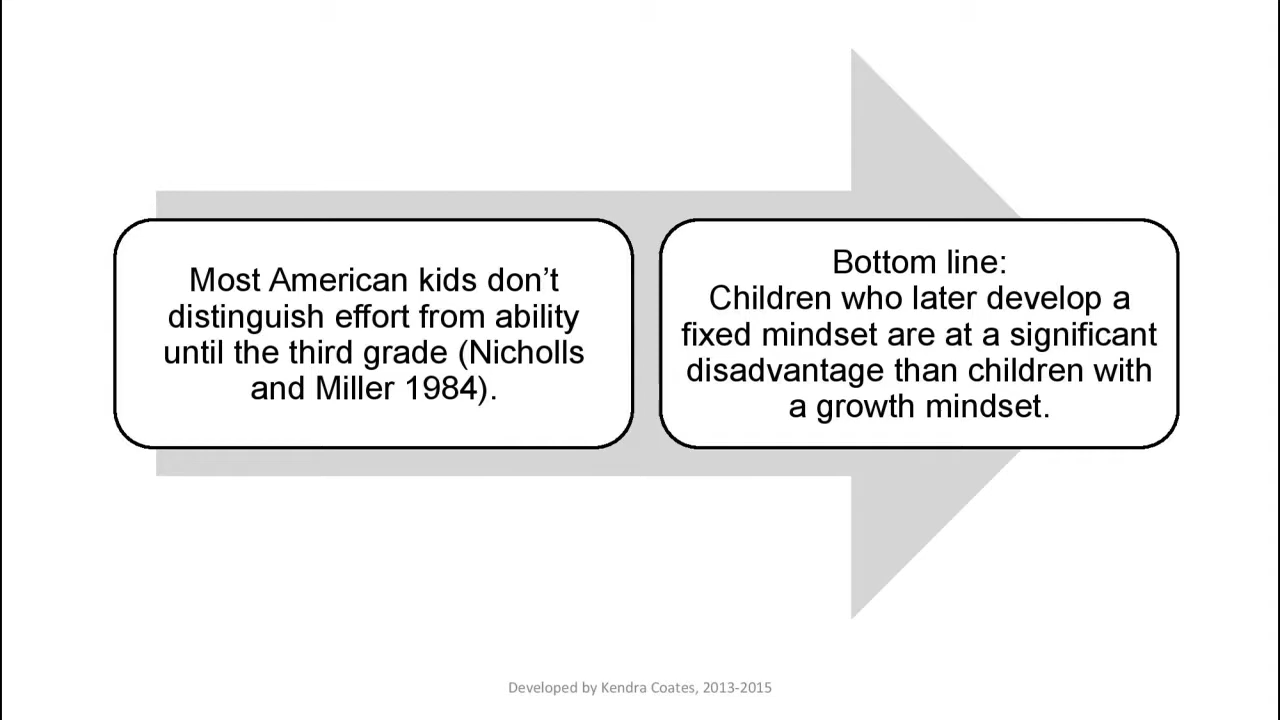 Most American kids don’t
distinguish effort from ability
until the third grade (Nicholls
and Miller 1984).
Bottom line:
Children who later develop a
fixed mindset are at a significant
disadvantage than children with
a growth mindset.
Developed by Kendra Coates, 2013-2015